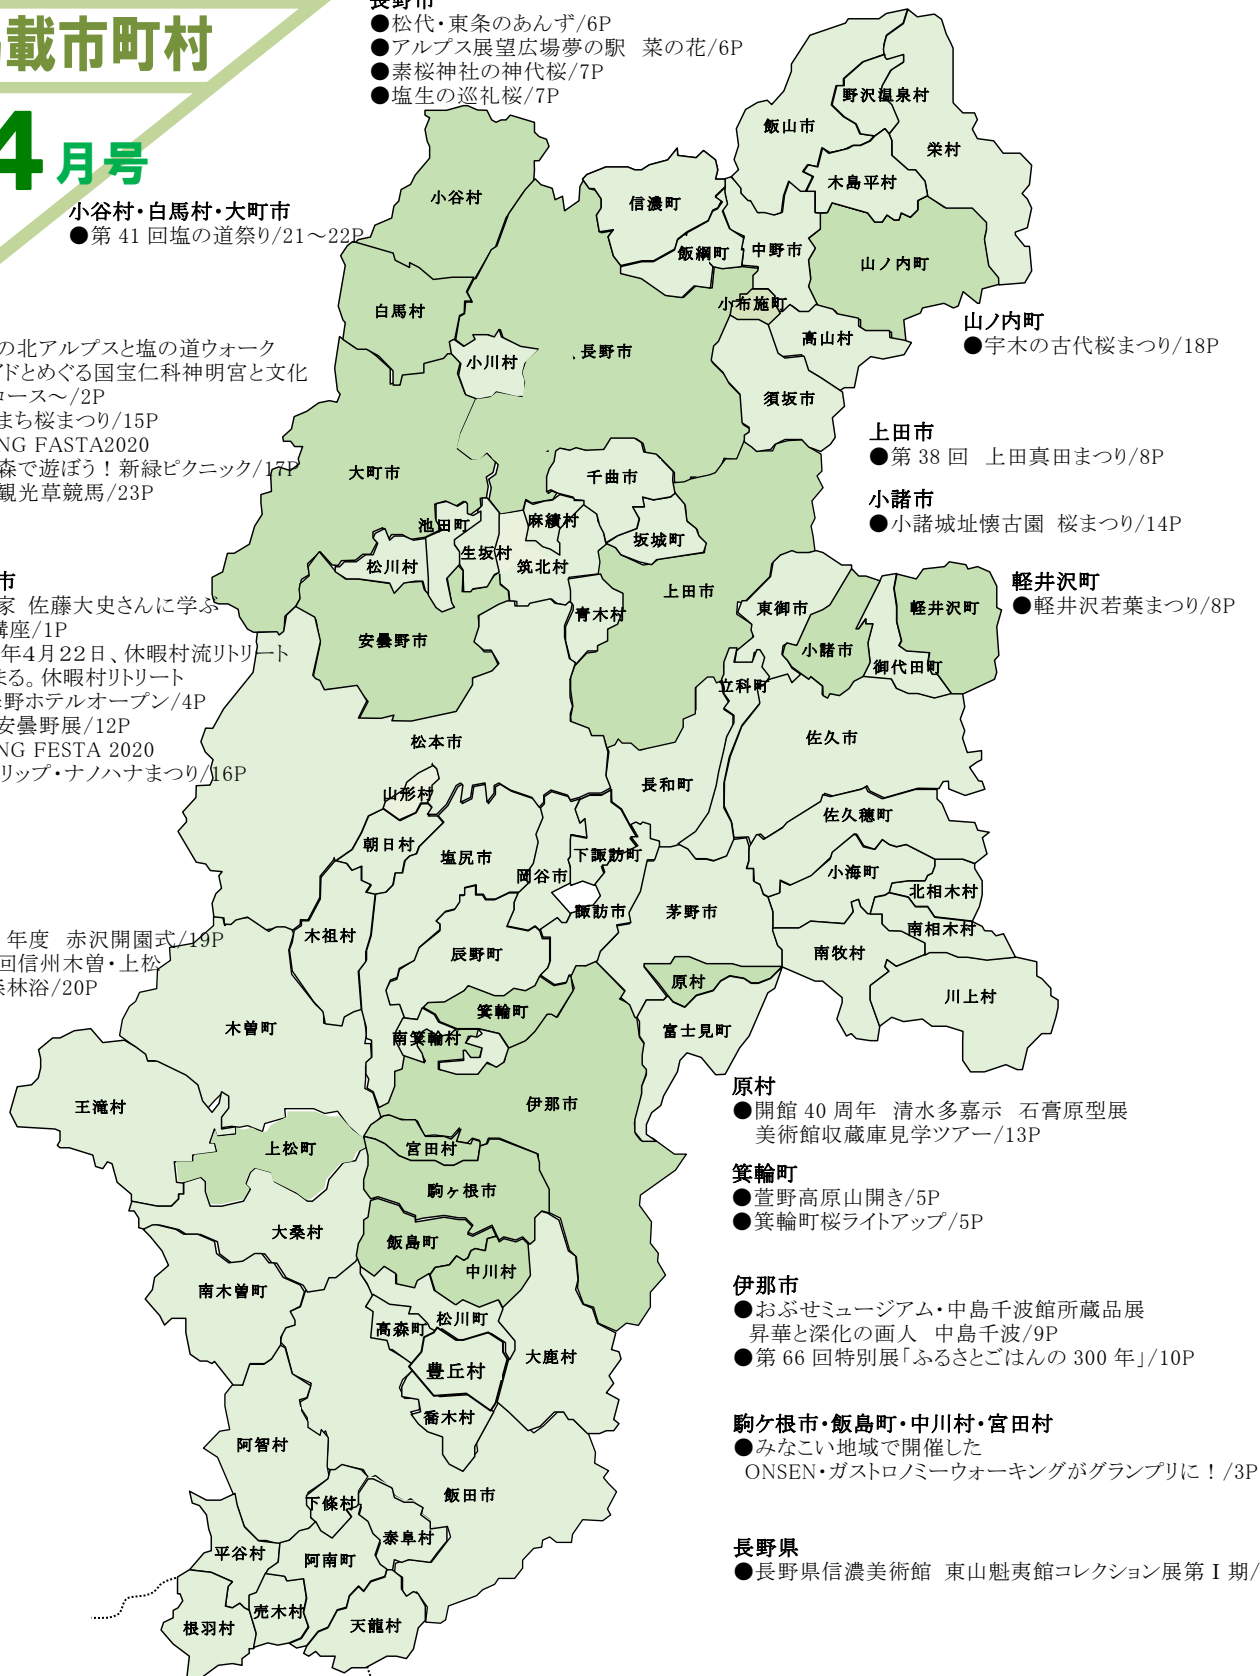 載市町村
4月号
長野市
●松代・東条のあんず/6P
●アルプス展望広場夢の駅 菜の花/6P
●素桜神社の神代桜/7P
●塩生の巡礼桜/7P
小谷村・白馬村・大町市
●第41回塩の道祭り/21～22P
の北アルプスと塩の道ウォーク
イドとめぐる国宝仁科神明宮と文化
コース～/2P
まち桜まつり/15P
NG FASTA2020
森で遊ぼう！新緑ピクニック/17P
観光草競馬/23P
市
家 佐藤大史さんに学ぶ
講座/1P
年4月22日、休暇村流リトリート
まる。休暇村リトリート
野ホテルオープン/4P
安曇野展/12P
NG FESTA 2020
リップ・ナノハナまつり/16P
年度 赤沢開園式/19P
回信州木曽・上松
森林浴/20P
山ノ内町
●宇木の古代桜まつり/18P
上田市
●第38回 上田真田まつり/8P
小諸市
●小諸城址懐古園 桜まつり/14P
軽井沢町
●軽井沢若葉まつり/8P
原村
●開館40周年 清水多嘉示 石膏原型展
美術館収蔵庫見学ツアー/13P
箕輪町
●萱野高原山開き/5P
●箕輪町桜ライトアップ/5P
伊那市
●おぶせミュージアム・中島千波館所蔵品展
昇華と深化の画人 中島千波/9P
●第66回特別展「ふるさとごはんの300年」/10P
駒ケ根市・飯島町・中川村・宮田村
●みなこい地域で開催した
ONSEN・ガストロノミーウォーキングがグランプリに！/3P
長野県
●長野県信濃美術館 東山魁夷館コレクション展第Ⅰ期/
野沢温泉村
飯山市
栄村
木島平村
小谷村
信濃町
飯綱町
中野市
山ノ内町
白馬村
小布施町
高山村
小川村
長野市
須坂市
大町市
千曲市
池田町
麻績村
坂城町
生坂村
松川村
筑北村
上田市
青木村
東御市
軽井沢町
安曇野市
小諸市
御代田町
立科町
松本市
佐久市
長和町
山形村
佐久穂町
朝日村
塩尻市
下諏訪町
岡谷市
小海町
北相木村
諏訪市
茅野市
南相木村
木祖村
辰野町
南牧村
原村
川上村
箕輪町
木曽町
南箕輪村
富士見町
王滝村
伊那市
上松町
宮田村
駒ヶ根市
大桑村
飯島町
中川村
南木曽町
松川町
高森町
大鹿村
豊丘村
喬木村
阿智村
飯田市
下條村
泰阜村
平谷村
阿南町
売木村
根羽村
天龍村